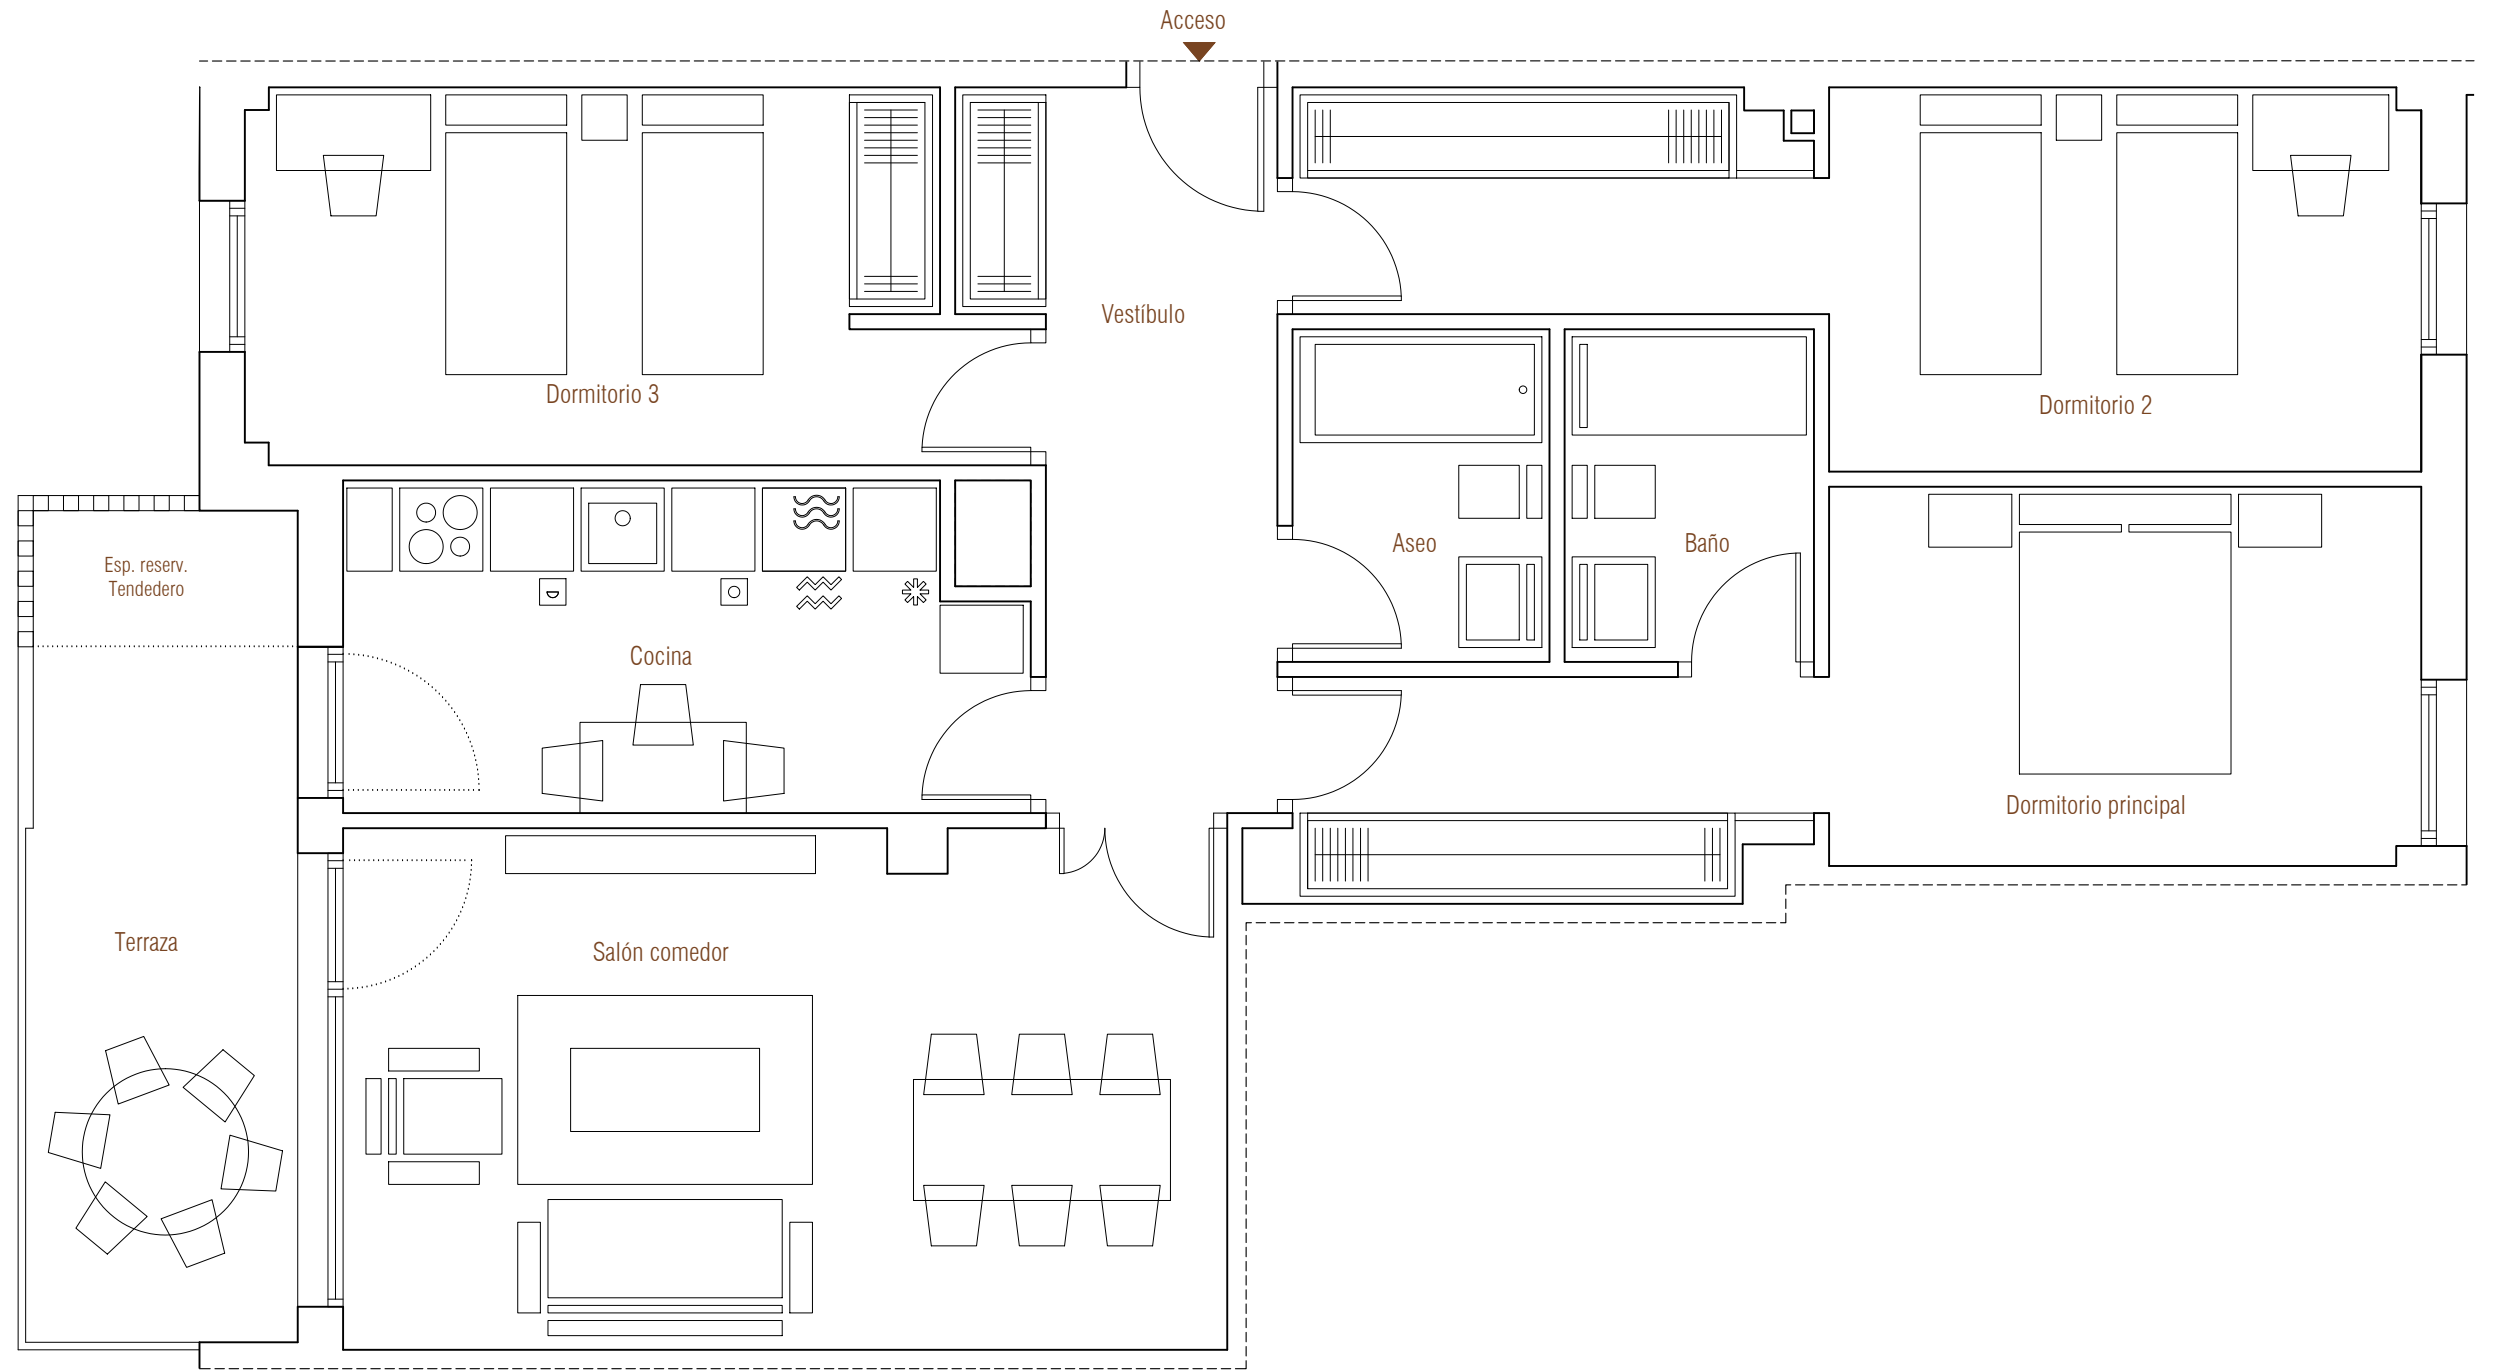 Acceso
Vestíbulo
Dormitorio 3
Dormitorio 2
Aseo
Baño
Esp. reserv.
Tendedero
Cocina
Dormitorio principal
Terraza
Salón comedor